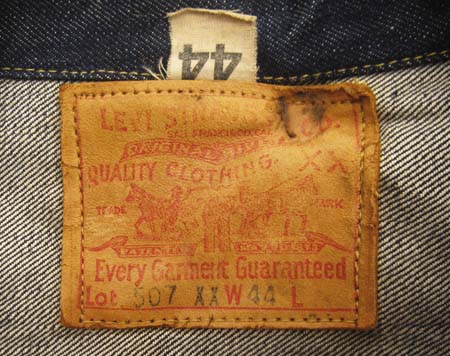 44
LEVI STRAUSS & CO.
SAN FRANCISCO, CAL.
ORIGINAL RIVETED
QUALITY CLOTHING. XX
TRADE MARK
Every Garment Guaranteed
Lot 507 XX W 44 L